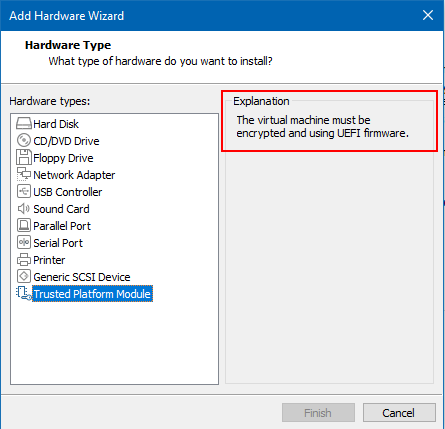 Add Hardware Wizard
Hardware Type
What type of hardware do you want to install?
Hardware types:
Hard Disk
CD/DVD Drive
Floppy Drive
Network Adapter
USB Controller
Sound Card
Parallel Port
Serial Port
Printer
Generic SCSI Device
Trusted Platform Module
Explanation
The virtual machine must be
encrypted and using UEFI firmware.
Finish
Cancel